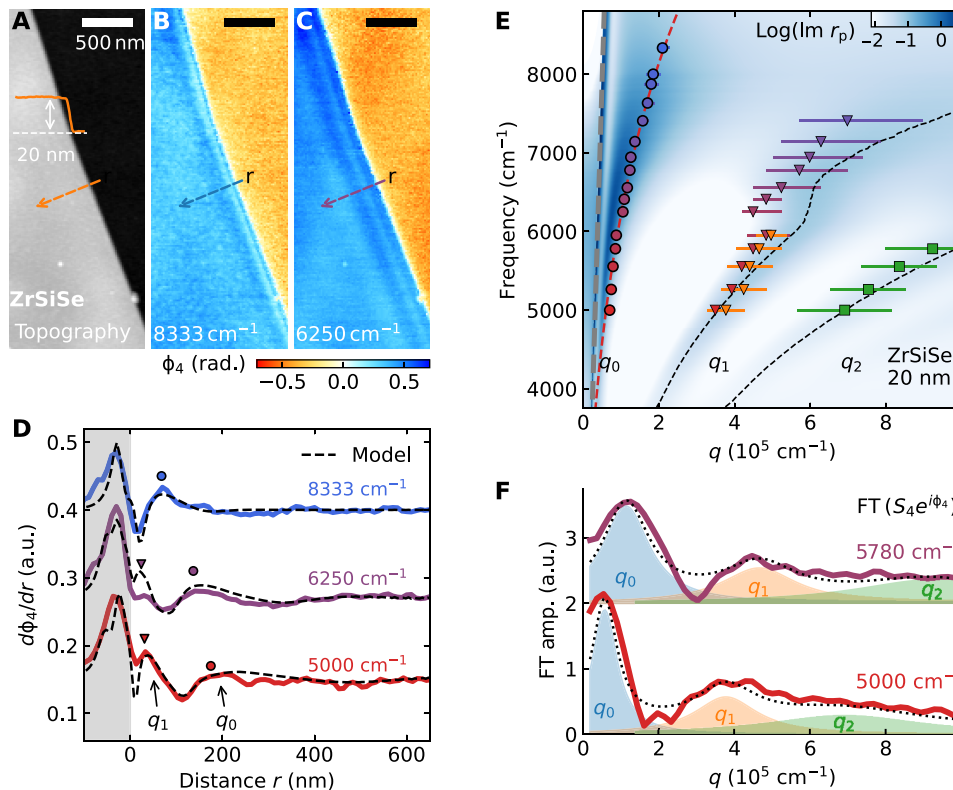 A
500 nm
20 nm
ZrSiSe
Topography
B
r
8333 cm⁻¹
C
r
6250 cm⁻¹
ϕ₄ (rad.)
−0.5
0.0
0.5
D
dϕ₄/dr (a.u.)
0.5
0.4
0.3
0.2
0.1
Model
8333 cm⁻¹
6250 cm⁻¹
5000 cm⁻¹
q₁
q₀
0
200
400
600
Distance r (nm)
E
Frequency (cm⁻¹)
8000
7000
6000
5000
4000
Log(Im rₚ)
−2
−1
0
q₀
q₁
q₂
ZrSiSe
20 nm
0
2
4
6
8
q (10⁵ cm⁻¹)
F
FT (S₄e^{iϕ₄})
FT amp. (a.u.)
3
2
5780 cm⁻
q₀
q₁
q₂
2
1
0
5000 cm⁻
q₀
q₁
q₂
0
2
4
6
8
q (10⁵ cm⁻¹)